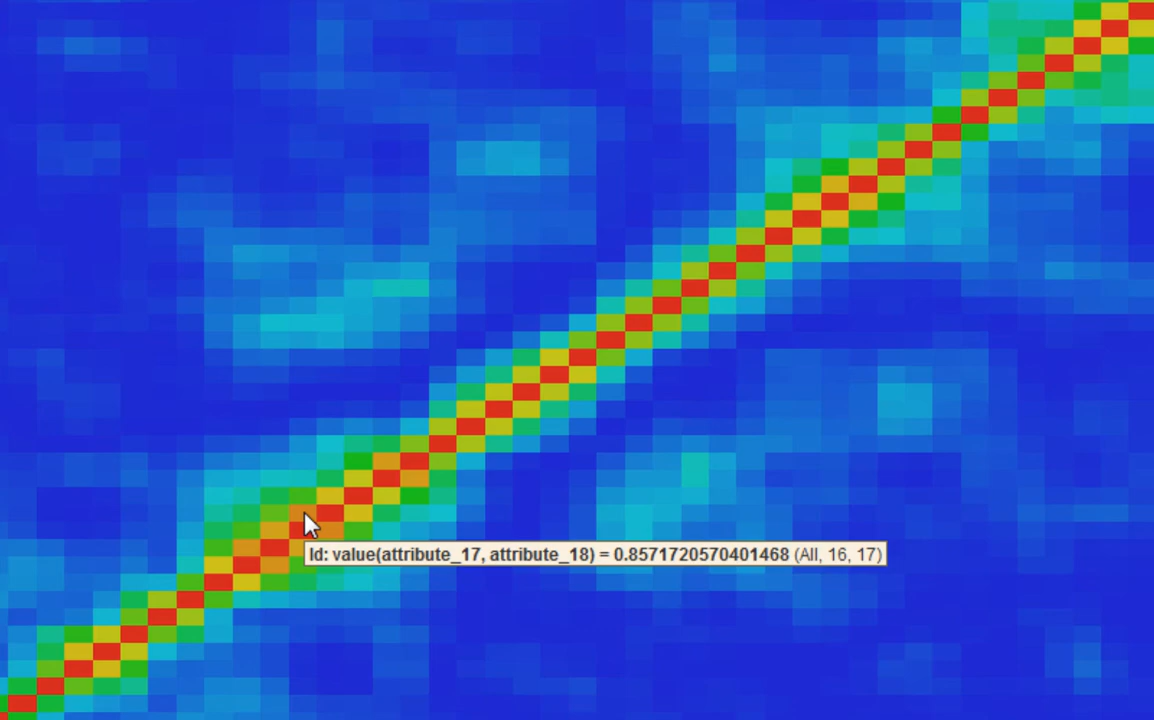 Id: value(attribute_17, attribute_18) = 0.8571720570401468 (All, 16, 17)